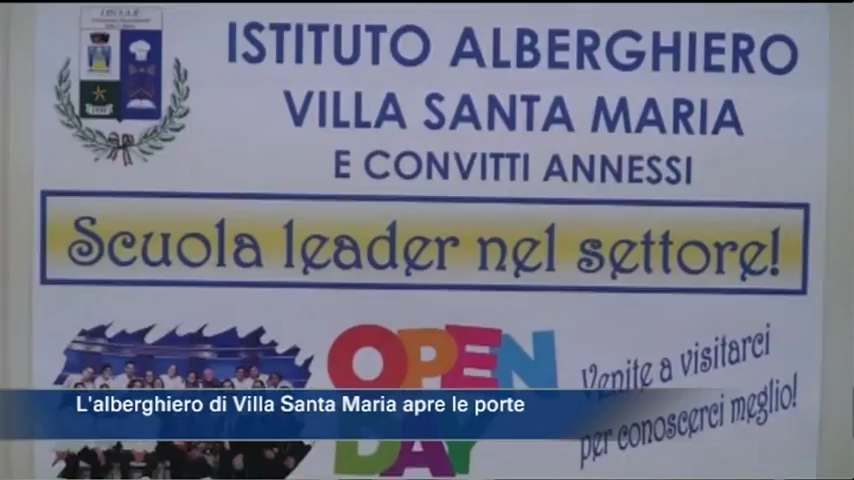 ISTITUTO ALBERGHIERO
VILLA SANTA MARIA
E CONVITTI ANNESSI
Scuola leader nel settore!
OPEN
DAY
Venite a visitarci
per conoscerci meglio!
L'alberghiero di Villa Santa Maria apre le porte